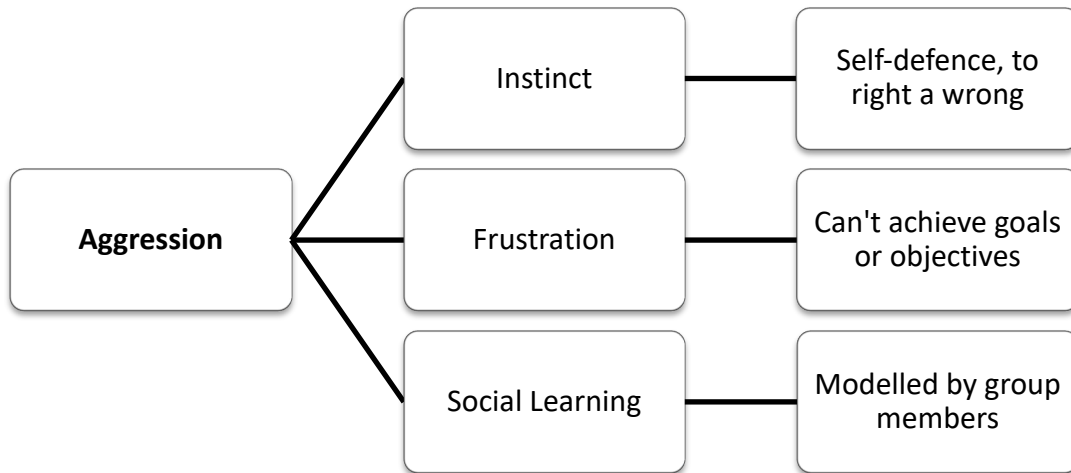 Instinct
Self-defence, to
right a wrong
Aggression
Frustration
Can't achieve goals
or objectives
Social Learning
Modelled by group
members